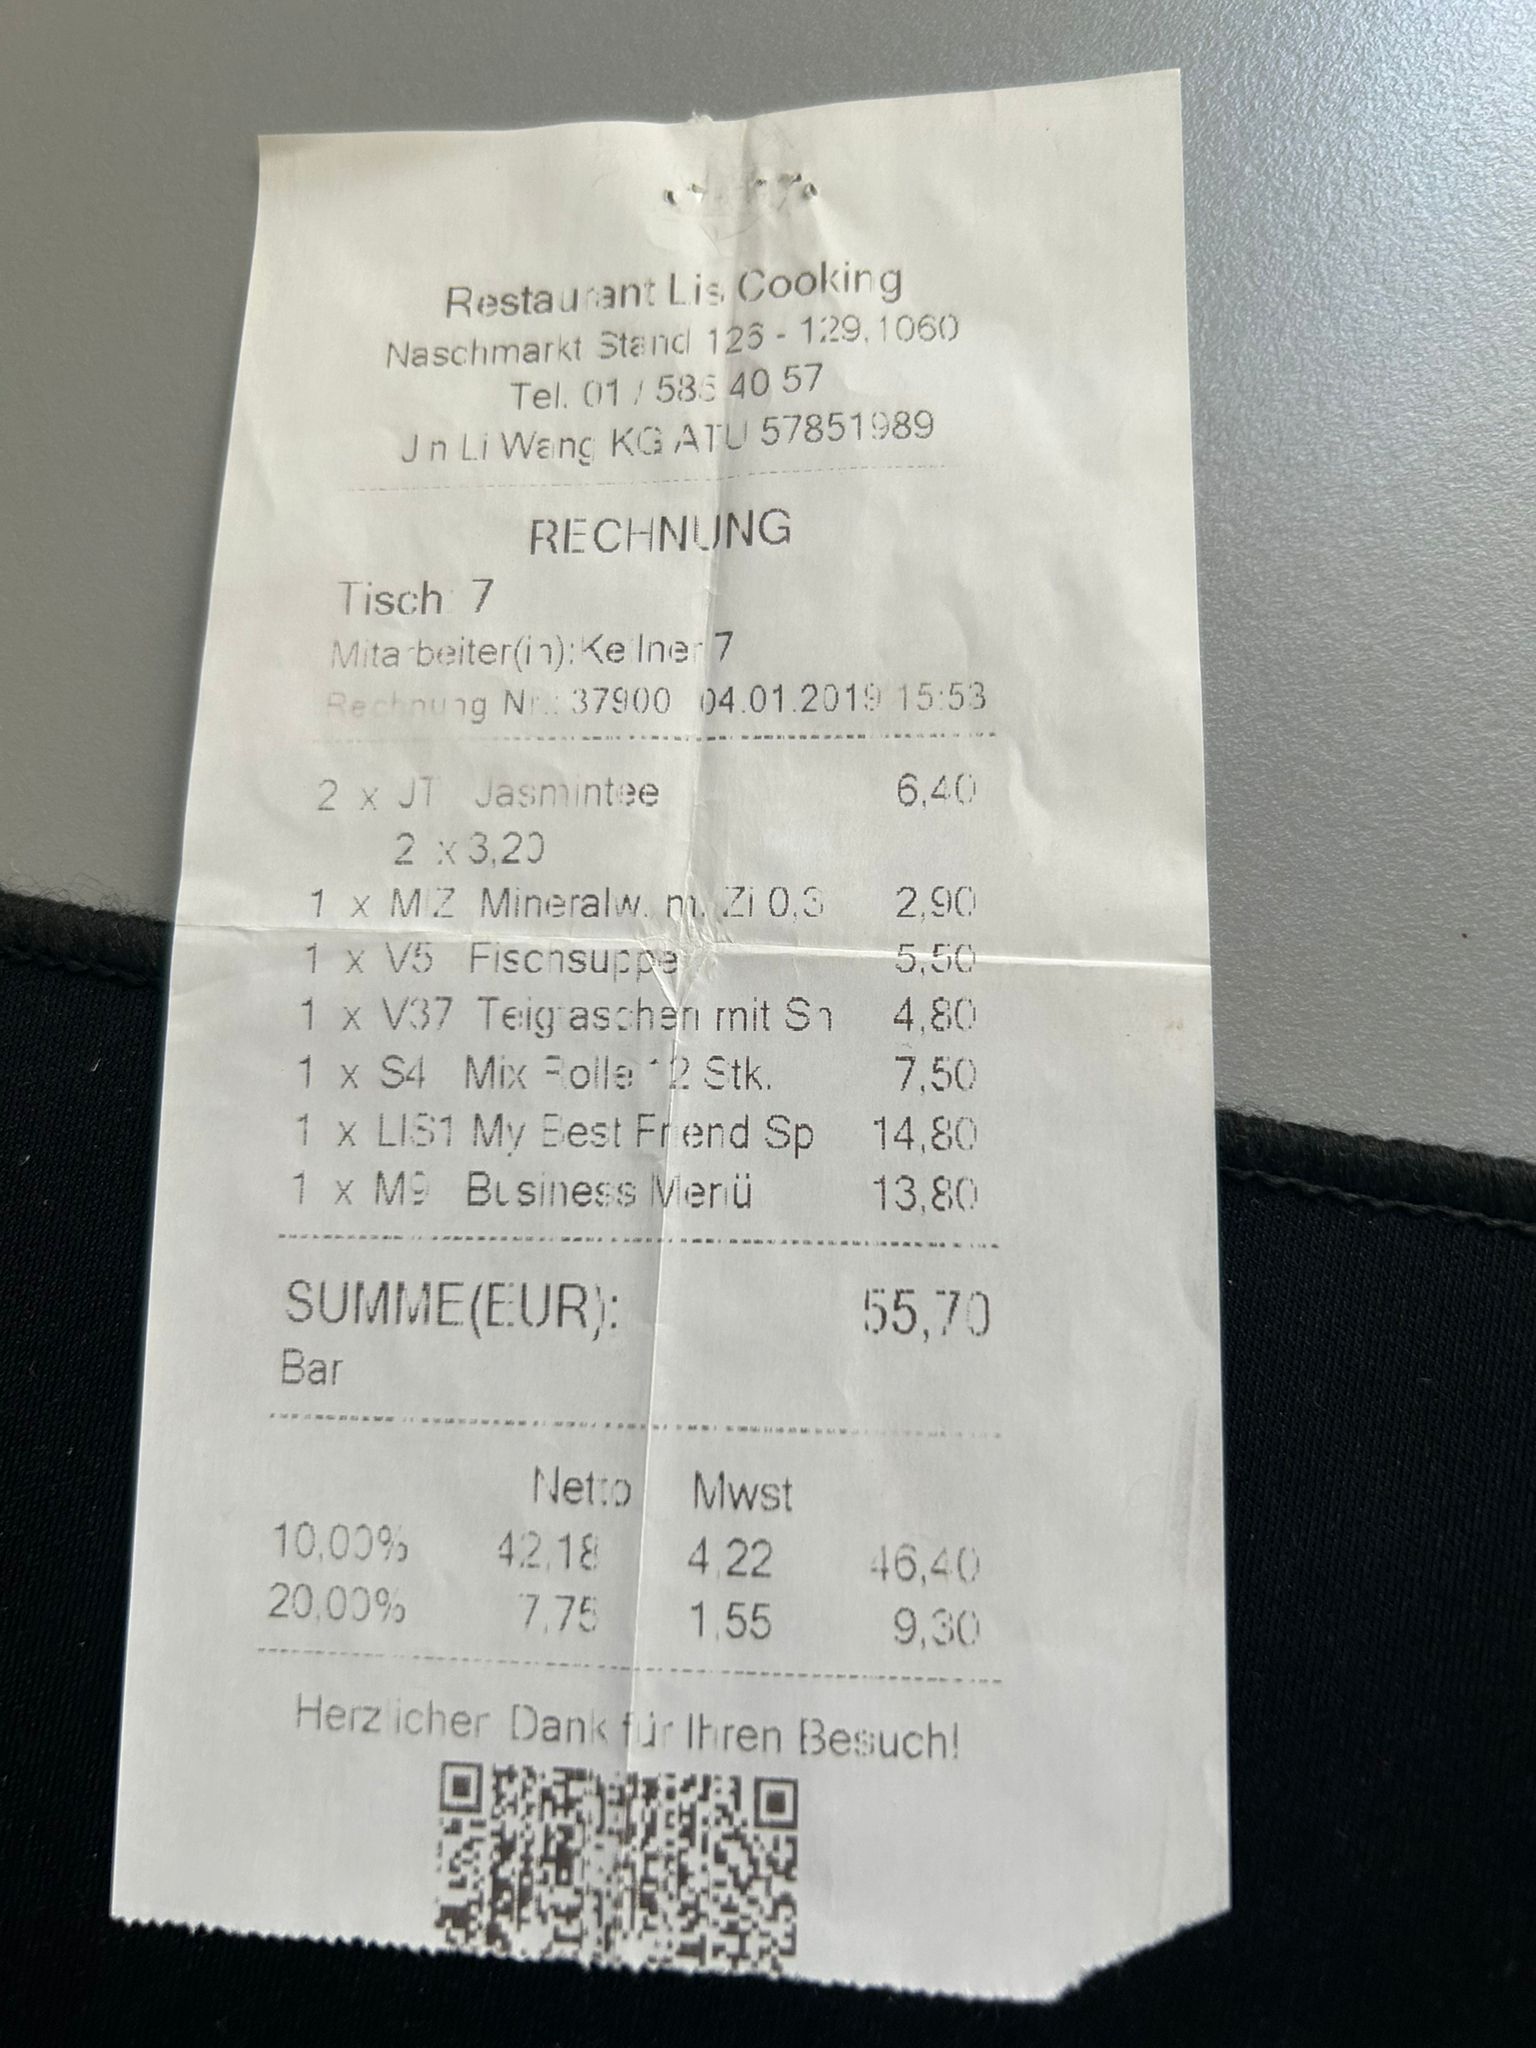 Restaurant Lis Cooking
Naschmarkt Stand 126 - 129,1060
Tel. 01 / 585 40 57
Jin Li Wang KG ATU 57851989
RECHNUNG
Tisch: 7
Mitarbeiter(in):Kellner 7
Rechnung Nr.: 37900 04.01.2019 15:53
2 x JT Jasmintee 6,40
2 x 3,20
1 x MIZ Mineralw. m. Zi 0,3 2,90
1 x V5 Fischsuppe 5,50
1 x V37 Teigtaschen mit Sh 4,80
1 x S4 Mix Rolle 12 Stk. 7,50
1 x LIS1 My Best Friend Sp 14,80
1 x M9 Business Menü 13,80
SUMME(EUR): 55,70
Bar
Netto Mwst
10,00% 42,18 4,22 46,40
20,00% 7,75 1,55 9,30
Herzlichen Dank für Ihren Besuch!